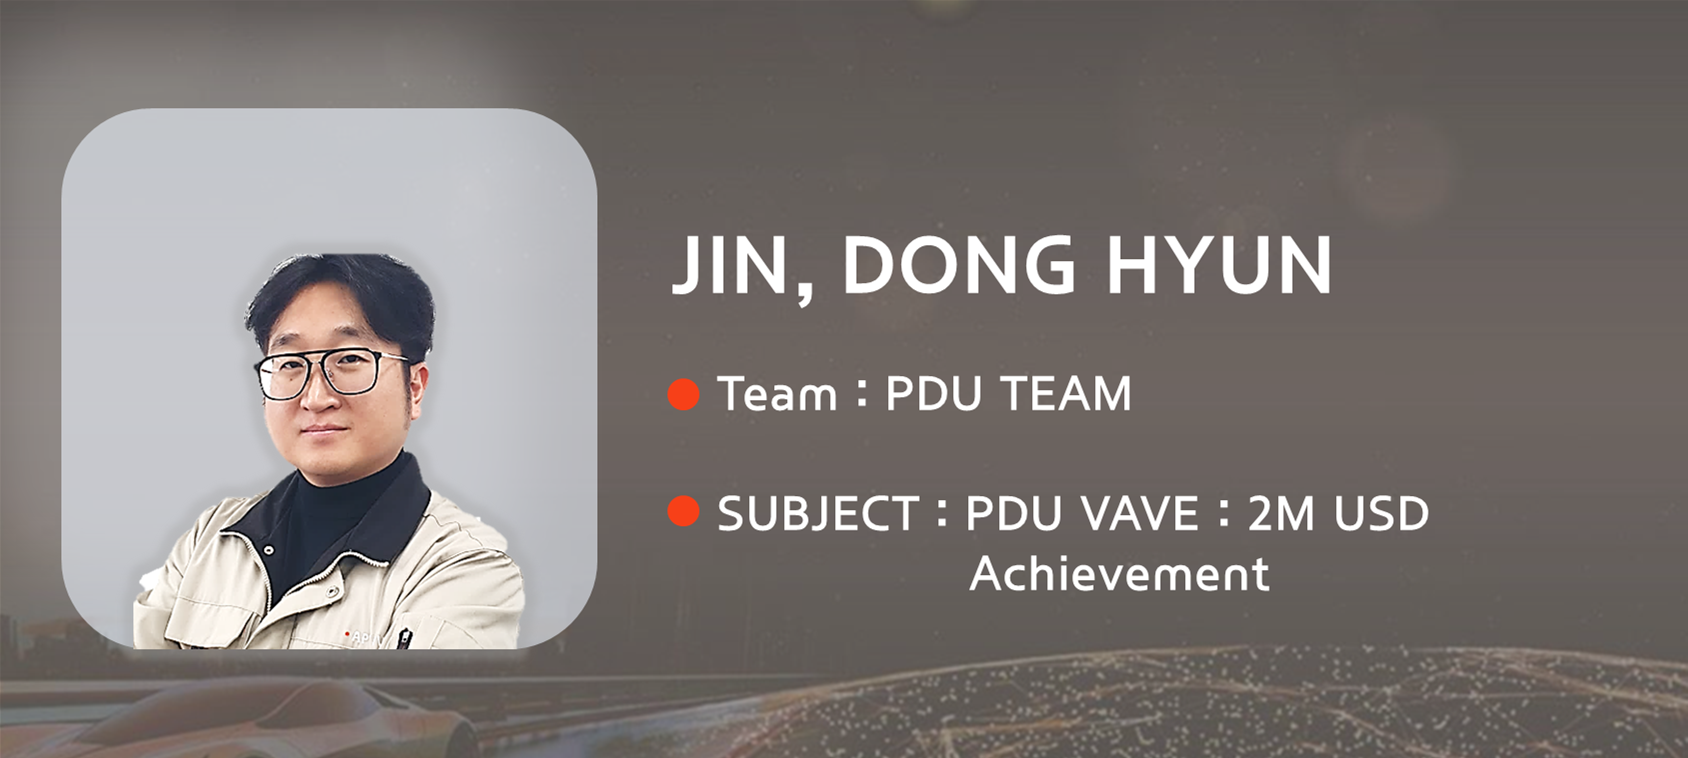 JIN, DONG HYUN
Team : PDU TEAM
SUBJECT : PDU VAVE : 2M USD
Achievement